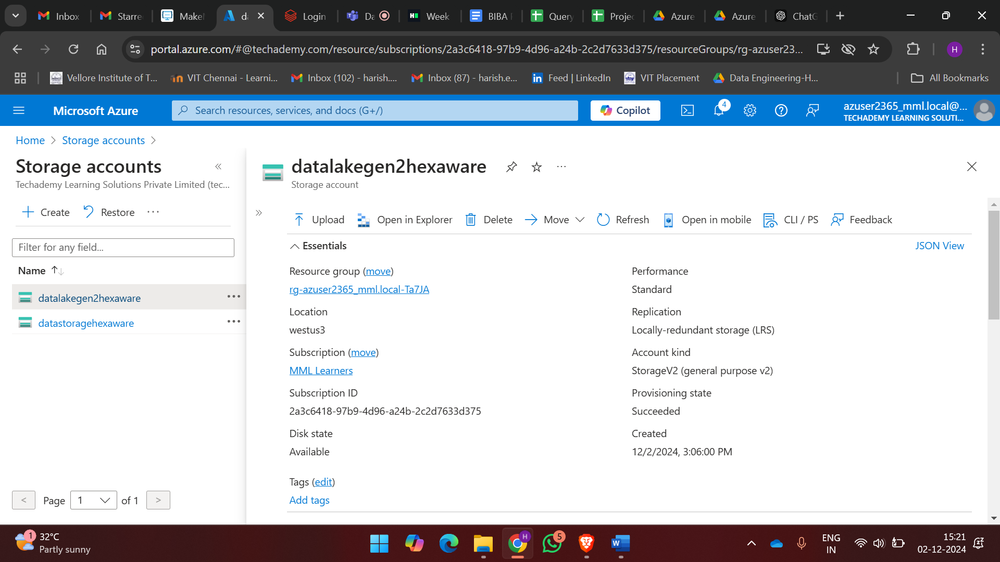 Inbox
Starre
Make
da
Login
Da
Week
BIBA
Query
Projec
Azure
Azure
ChatG
portal.azure.com/#@techademy.com/resource/subscriptions/2a3c6418-97b9-4d96-a24b-2c2d7633d375/resourceGroups/rg-azuser23...
H
Vellore Institute of T...
VIT Chennai - Learni...
Inbox (102) - harish....
Inbox (87) - harish.e...
Feed | LinkedIn
VIT Placement
Data Engineering-H...
All Bookmarks
Microsoft Azure
Search resources, services, and docs (G+/)
Copilot
4
azuser2365_mml.local@...
TECHADEMY LEARNING SOLUTI...
Home > Storage accounts >
Storage accounts
Techademy Learning Solutions Private Limited (tec...
Create
Restore
...
Filter for any field...
Name
datalakegen2hexaware
datastoragehexaware
< Page 1 of 1 >
datalakegen2hexaware
Storage account
Upload
Open in Explorer
Delete
Move
Refresh
Open in mobile
CLI / PS
Feedback
Essentials
JSON View
Resource group (move)
rg-azuser2365_mml.local-Ta7JA
Location
westus3
Subscription (move)
MML Learners
Subscription ID
2a3c6418-97b9-4d96-a24b-2c2d7633d375
Disk state
Available
Tags (edit)
Add tags
Performance
Standard
Replication
Locally-redundant storage (LRS)
Account kind
StorageV2 (general purpose v2)
Provisioning state
Succeeded
Created
12/2/2024, 3:06:00 PM
1
32°C
Partly sunny
H
5
W
ENG
IN
15:21
02-12-2024